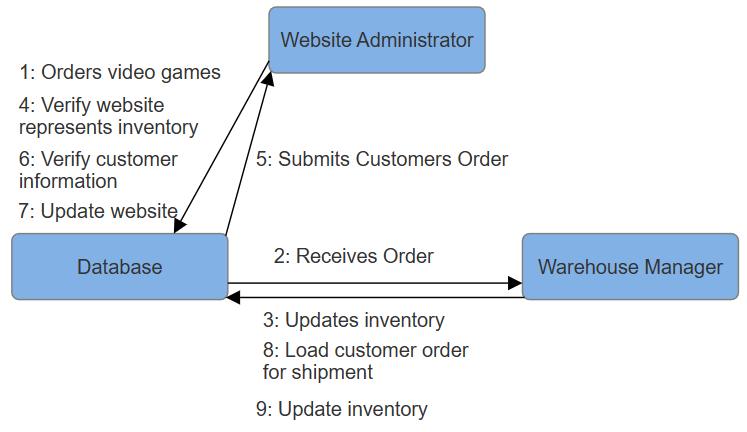 Website Administrator
1: Orders video games
4: Verify website
represents inventory
6: Verify customer
information
7: Update website
5: Submits Customers Order
Database
2: Receives Order
Warehouse Manager
3: Updates inventory
8: Load customer order
for shipment
9: Update inventory